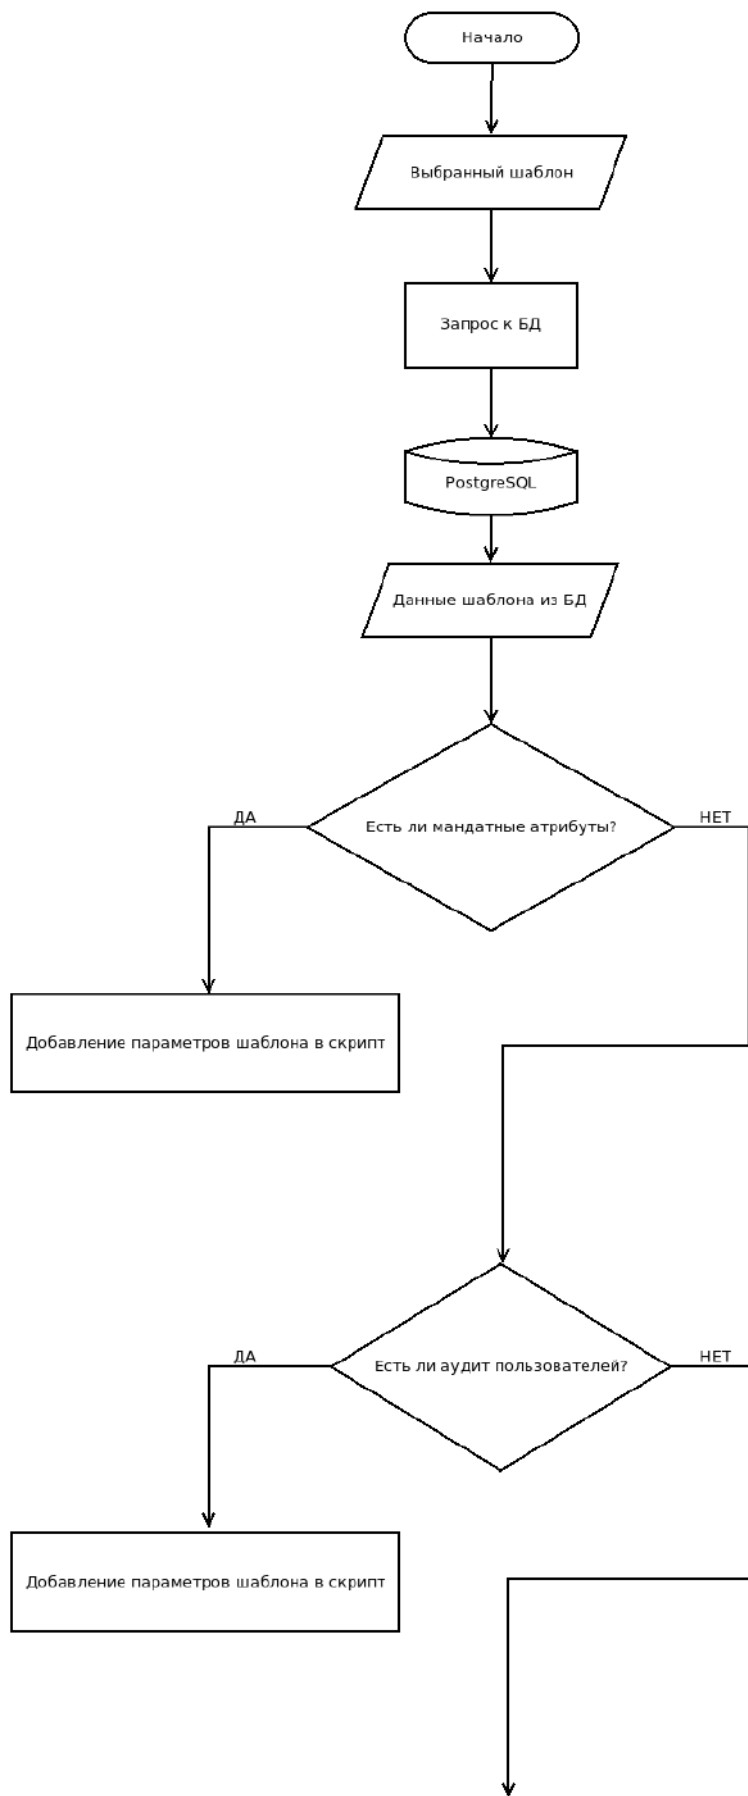 Начало
Выбранный шаблон
Запрос к БД
PostgreSQL
Данные шаблона из БД
Есть ли мандатные атрибуты?
ДА
НЕТ
Добавление параметров шаблона в скрипт
Есть ли аудит пользователей?
ДА
НЕТ
Добавление параметров шаблона в скрипт